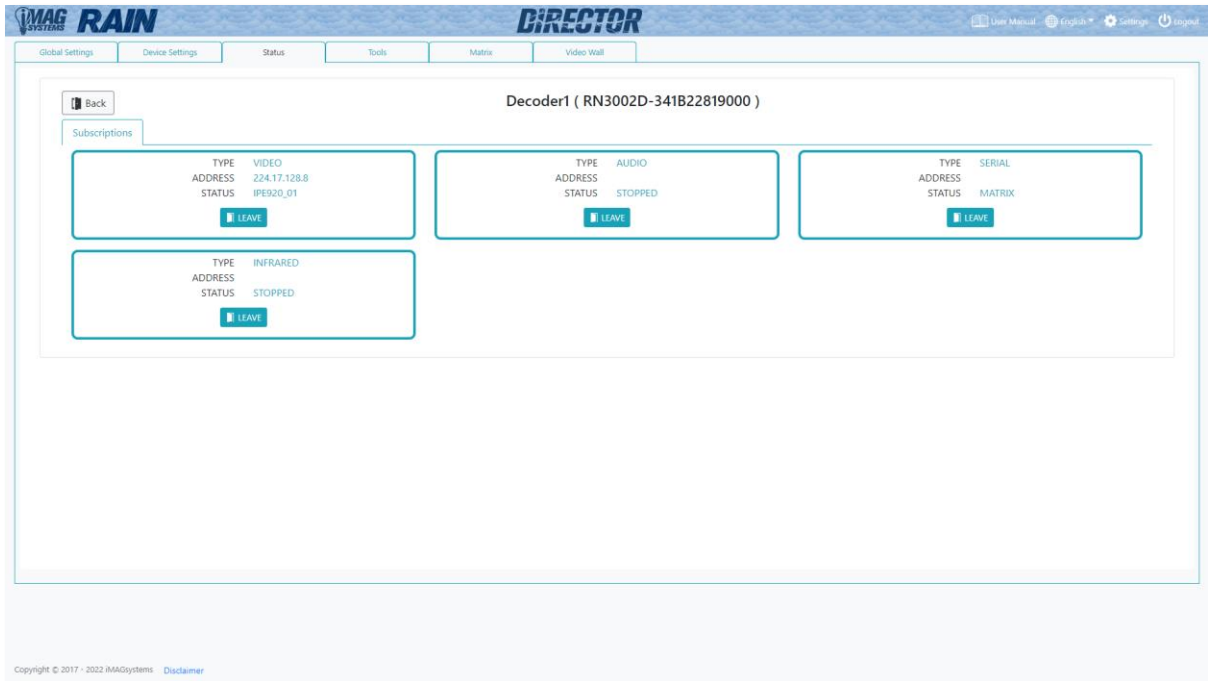 iMAG SYSTEMS RAIN DiRECTOR User Manual English Settings Logout
Global Settings Device Settings Status Tools Matrix Video Wall
Back Decoder1 ( RN3002D-341B22819000 )
Subscriptions
TYPE VIDEO
ADDRESS 224.17.128.8
STATUS IPE920_01
LEAVE
TYPE AUDIO
ADDRESS
STATUS STOPPED
LEAVE
TYPE SERIAL
ADDRESS
STATUS MATRIX
LEAVE
TYPE INFRARED
ADDRESS
STATUS STOPPED
LEAVE
Copyright © 2017 - 2022 iMAGsystems Disclaimer